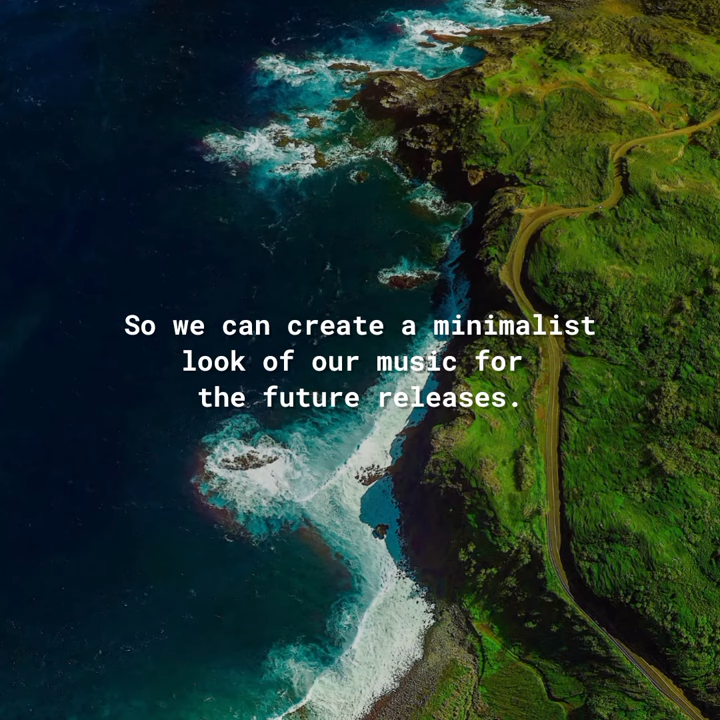 So we can create a minimalist
look of our music for
the future releases.